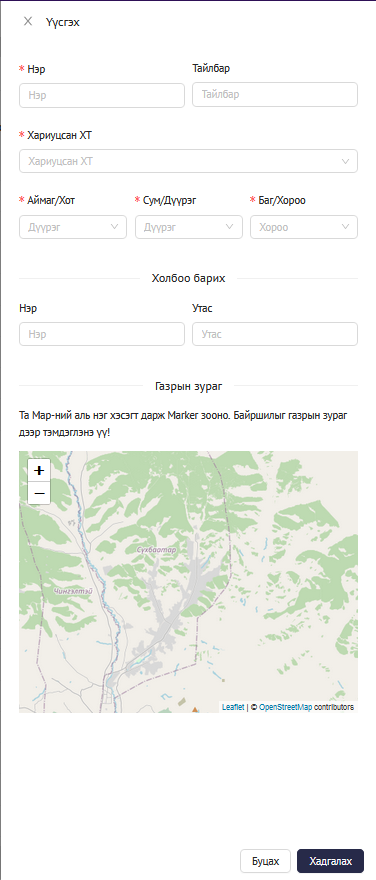 Үүсгэх
* Нэр
Тайлбар
Нэр
Тайлбар
* Хариуцсан ХТ
Хариуцсан ХТ
* Аймаг/Хот
* Сум/Дүүрэг
* Баг/Хороо
Дүүрэг
Дүүрэг
Хороо
Холбоо барих
Нэр
Утас
Нэр
Утас
Газрын зураг
Та Мар-ний аль нэг хэсэгт дарж Marker зооно. Байршилыг газрын зураг
дээр тэмдэглэнэ үү!
+
−
Сүхбаатар
Чингэлтэй
Leaflet | © OpenStreetMap contributors
Буцах
Хадгалах